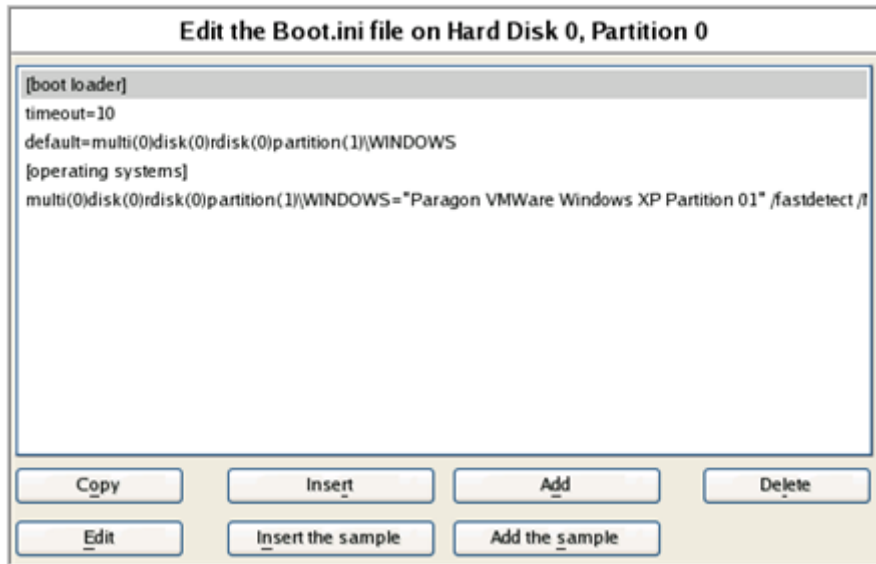 Edit the Boot.ini file on Hard Disk 0, Partition 0
[boot loader]
timeout=10
default=multi(0)disk(0)rdisk(0)partition(1)\WINDOWS
[operating systems]
multi(0)disk(0)rdisk(0)partition(1)\WINDOWS="Paragon VMWare Windows XP Partition 01" /fastdetect
Copy
Insert
Add
Delete
Edit
Insert the sample
Add the sample